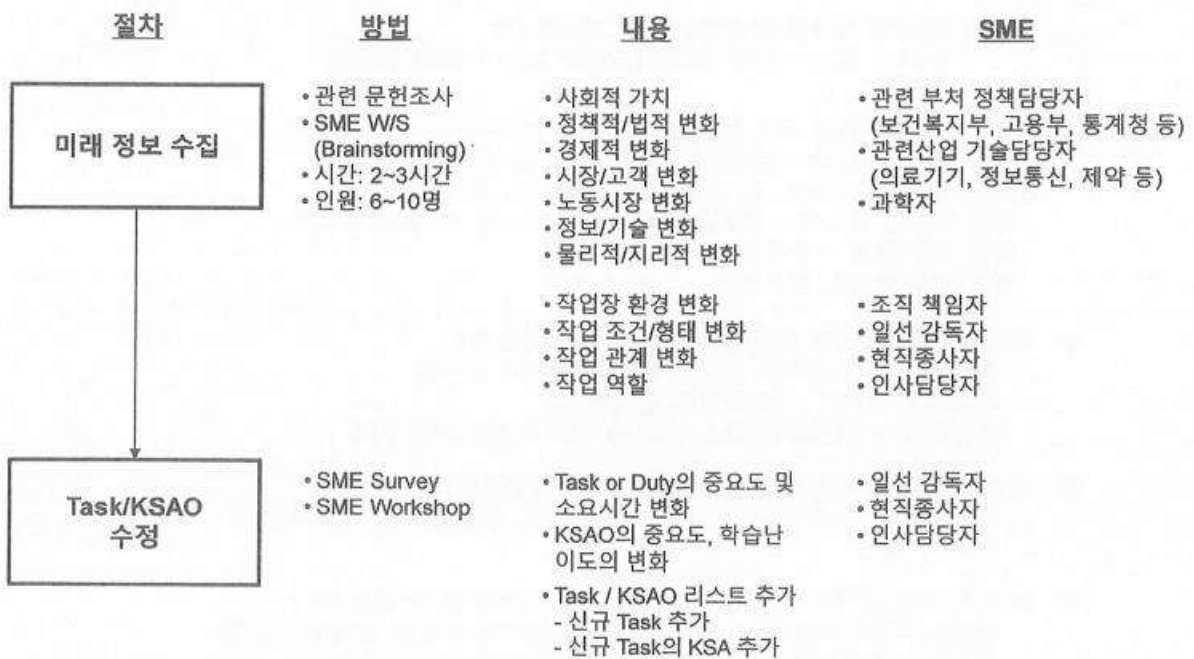 절차
방법
내용
SME
미래 정보 수집
• 관련 문헌조사
• SME W/S
(Brainstorming)
• 시간: 2~3시간
• 인원: 6~10명
• 사회적 가치
• 정책적/법적 변화
• 경제적 변화
• 시장/고객 변화
• 노동시장 변화
• 정보/기술 변화
• 물리적/지리적 변화
• 관련 부처 정책담당자
(보건복지부, 고용부, 통계청 등)
• 관련산업 기술담당자
(의료기기, 정보통신, 제약 등)
• 과학자
• 작업장 환경 변화
• 작업 조건/형태 변화
• 작업 관계 변화
• 작업 역할
• 조직 책임자
• 일선 감독자
• 현직종사자
• 인사담당자
Task/KSAO
수정
• SME Survey
• SME Workshop
• Task or Duty의 중요도 및
소요시간 변화
• KSAO의 중요도, 학습난
이도의 변화
• Task / KSAO 리스트 추가
- 신규 Task 추가
- 신규 Task의 KSA 추가
• 일선 감독자
• 현직종사자
• 인사담당자